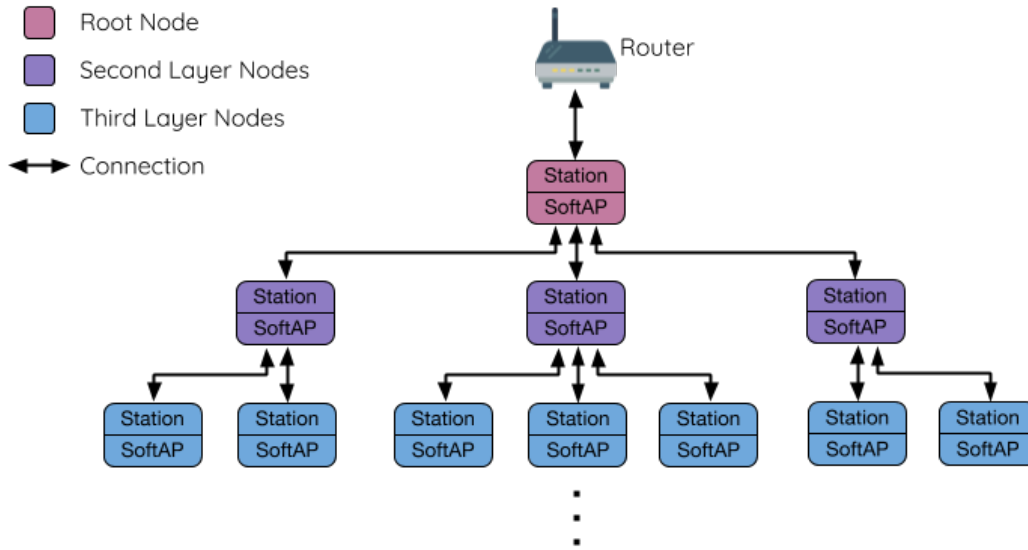 Root Node
Router
Second Layer Nodes
Third Layer Nodes
Connection
Station
SoftAP
Station
SoftAP
Station
SoftAP
Station
SoftAP
Station
SoftAP
Station
SoftAP
Station
SoftAP
Station
SoftAP
Station
SoftAP
Station
SoftAP
Station
SoftAP